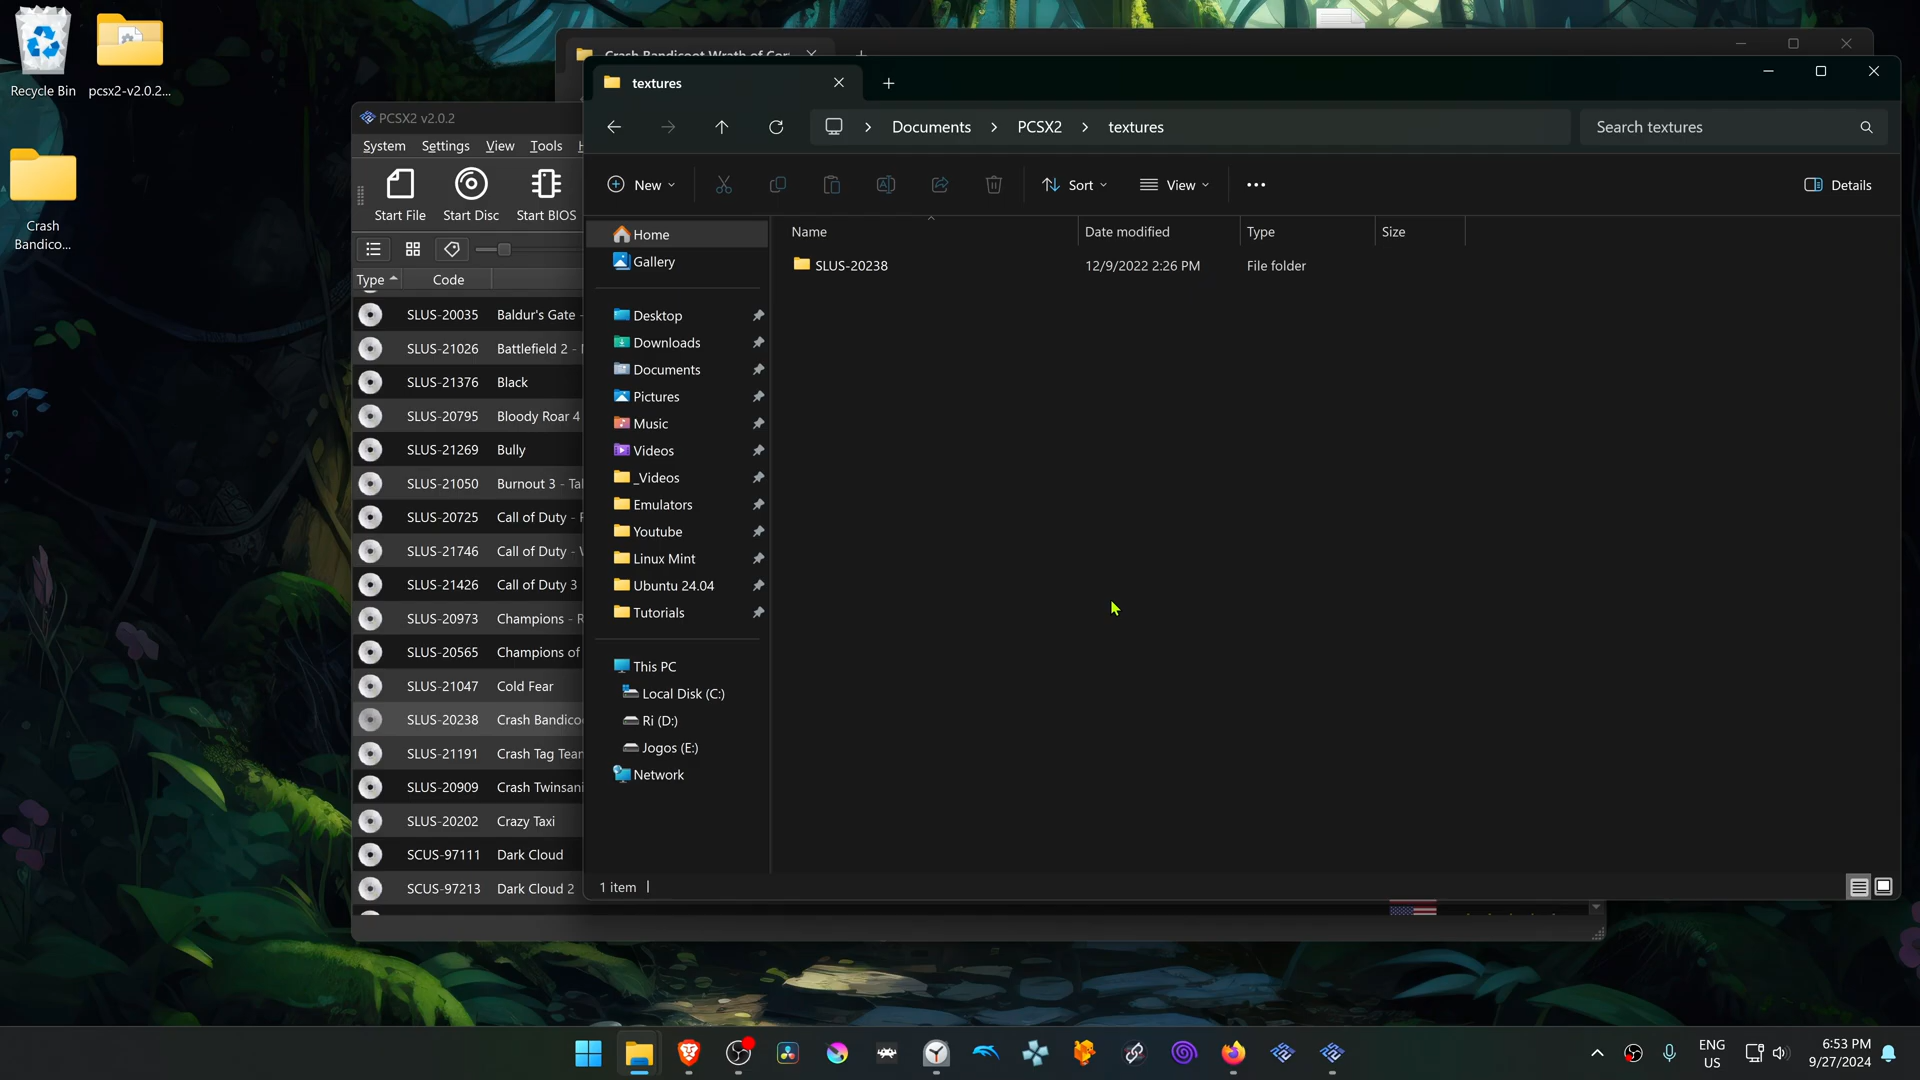 Recycle Bin
pcsx2-v2.0.2...
Crash
Bandico...
Crash Bandicoot Wrath of Cor
textures
Documents
PCSX2
textures
Search textures
New
Sort
View
Details
Home
Gallery
Desktop
Downloads
Documents
Pictures
Music
Videos
_Videos
Emulators
Youtube
Linux Mint
Ubuntu 24.04
Tutorials
This PC
Local Disk (C:)
Ri (D:)
Jogos (E:)
Network
Name
Date modified
Type
Size
SLUS-20238
12/9/2022 2:26 PM
File folder
1 item
PCSX2 v2.0.2
System
Settings
View
Tools
Start File
Start Disc
Start BIOS
Type
Code
SLUS-20035 Baldur's Gate -
SLUS-21026 Battlefield 2 -
SLUS-21376 Black
SLUS-20795 Bloody Roar 4
SLUS-21269 Bully
SLUS-21050 Burnout 3 - Tal
SLUS-20725 Call of Duty - F
SLUS-21746 Call of Duty - V
SLUS-21426 Call of Duty 3
SLUS-20973 Champions - R
SLUS-20565 Champions of
SLUS-21047 Cold Fear
SLUS-20238 Crash Bandico
SLUS-21191 Crash Tag Tean
SLUS-20909 Crash Twinsani
SLUS-20202 Crazy Taxi
SCUS-97111 Dark Cloud
SCUS-97213 Dark Cloud 2
ENG
US
6:53 PM
9/27/2024